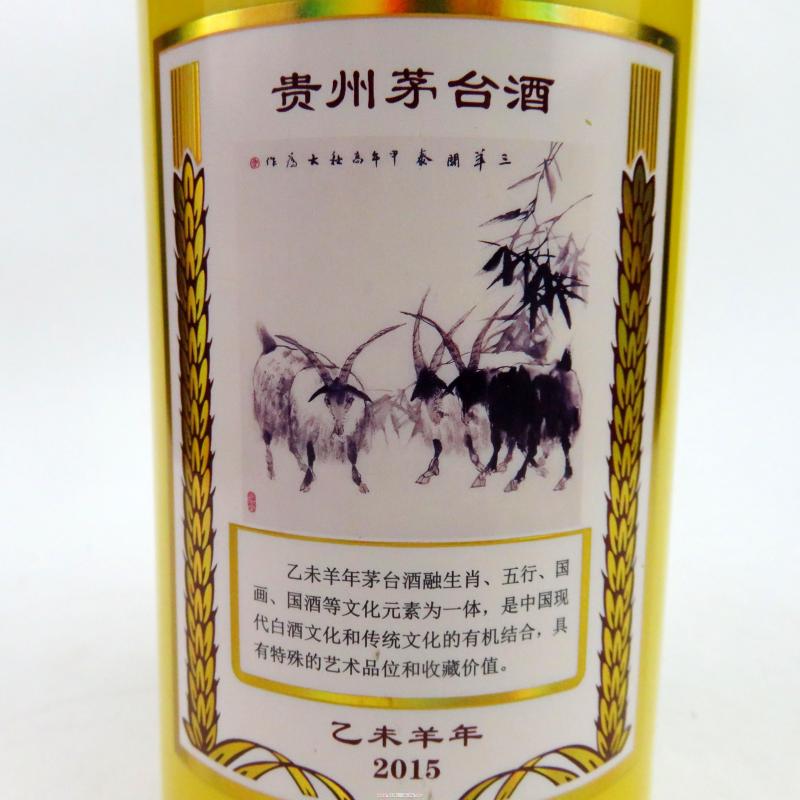 贵州茅台酒
三羊開泰 甲午高秋大為作
乙未羊年茅台酒融生肖、五行、国
画、国酒等文化元素为一体，是中国现
代白酒文化和传统文化的有机结合，具
有特殊的艺术品位和收藏价值。
乙未羊年
2015